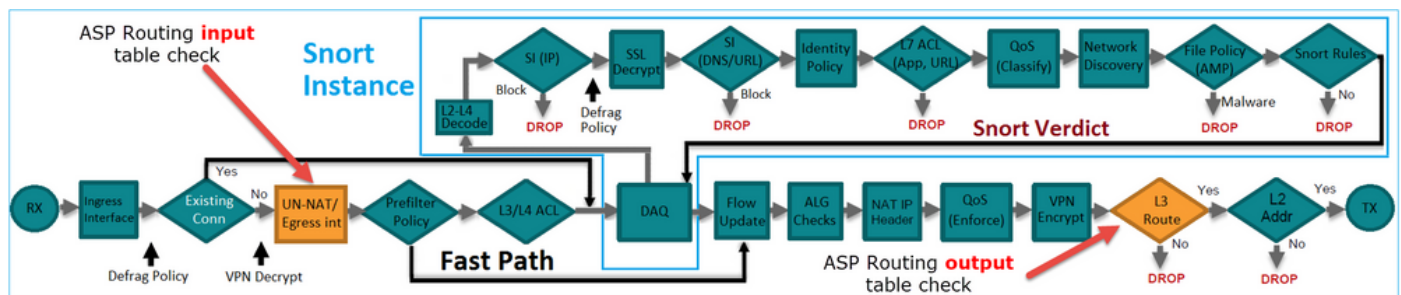 ASP Routing input
table check
Snort
Instance
SI (IP)
Block
DROP
Defrag
Policy
SSL
Decrypt
SI
(DNS/URL)
Block
DROP
Identity
Policy
L7 ACL
(App, URL)
DROP
QoS
(Classify)
Network
Discovery
File Policy
(AMP)
Malware
DROP
Snort Rules
No
DROP
L2-L4
Decode
Snort Verdict
RX
Ingress
Interface
Defrag Policy
Existing
Conn
Yes
No
VPN Decrypt
UN-NAT/
Egress int
Prefilter
Policy
L3/L4 ACL
Fast Path
DAQ
Flow
Update
ALG
Checks
NAT IP
Header
QoS
(Enforce)
VPN
Encrypt
L3
Route
Yes
No
DROP
L2
Addr
Yes
No
DROP
TX
ASP Routing output
table check